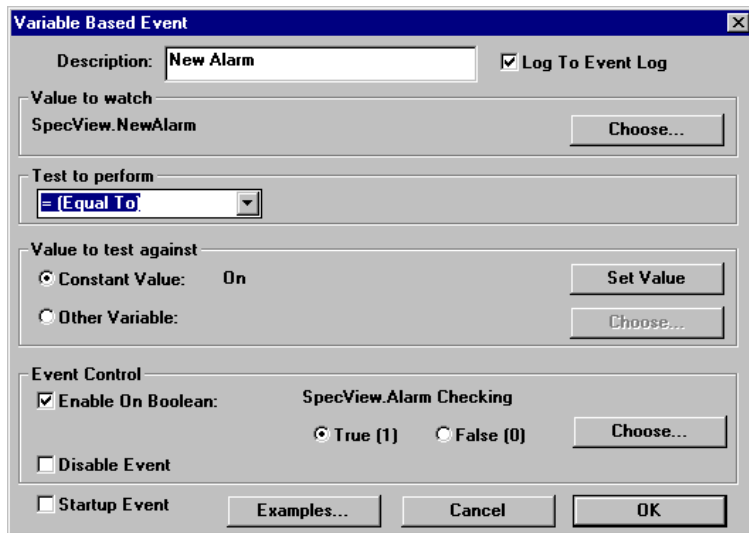 Variable Based Event
Description: New Alarm Log To Event Log
Value to watch
SpecView.NewAlarm Choose...
Test to perform
= (Equal To)
Value to test against
Constant Value: On Set Value
Other Variable: Choose...
Event Control
Enable On Boolean: SpecView.Alarm Checking
True (1) False (0) Choose...
Disable Event
Startup Event Examples... Cancel OK